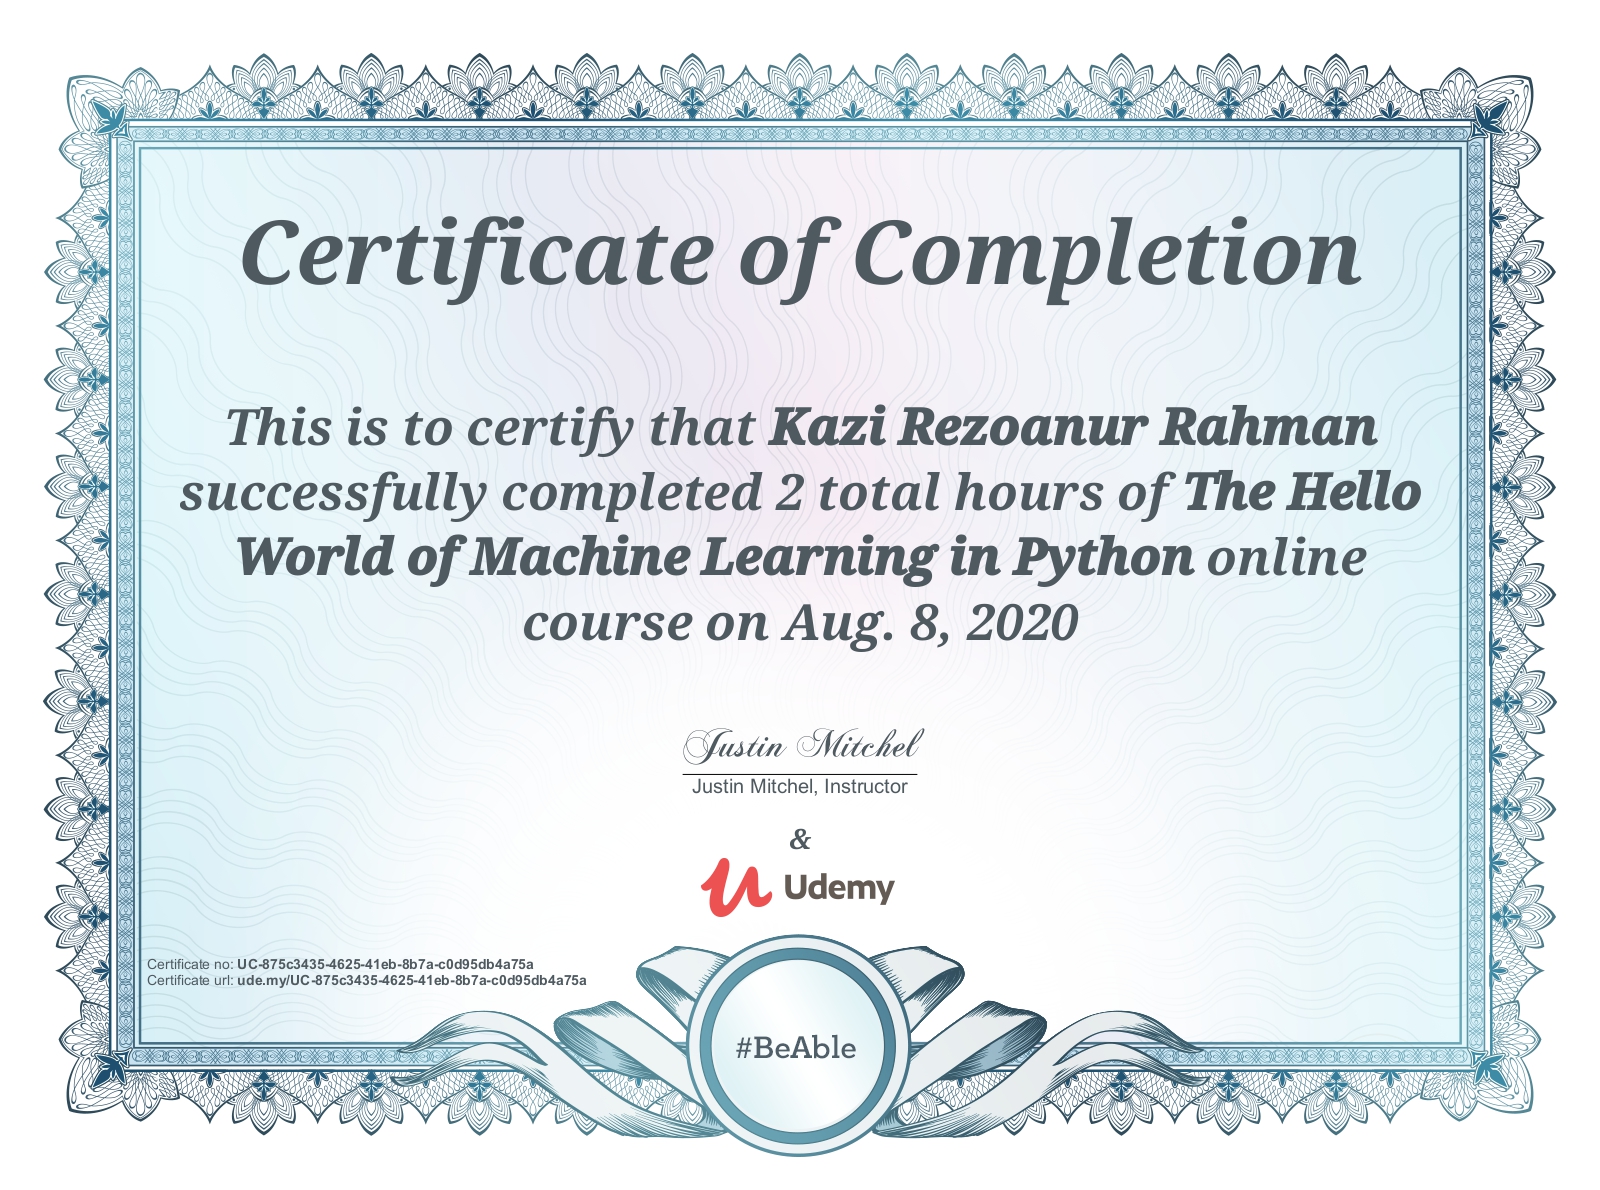 Certificate of Completion
This is to certify that Kazi Rezoanur Rahman
successfully completed 2 total hours of The Hello
World of Machine Learning in Python online
course on Aug. 8, 2020
Justin Mitchel
Justin Mitchel, Instructor
&
Udemy
Certificate no: UC-875c3435-4625-41eb-8b7a-c0d95db4a75a
Certificate url: ude.my/UC-875c3435-4625-41eb-8b7a-c0d95db4a75a
#BeAble